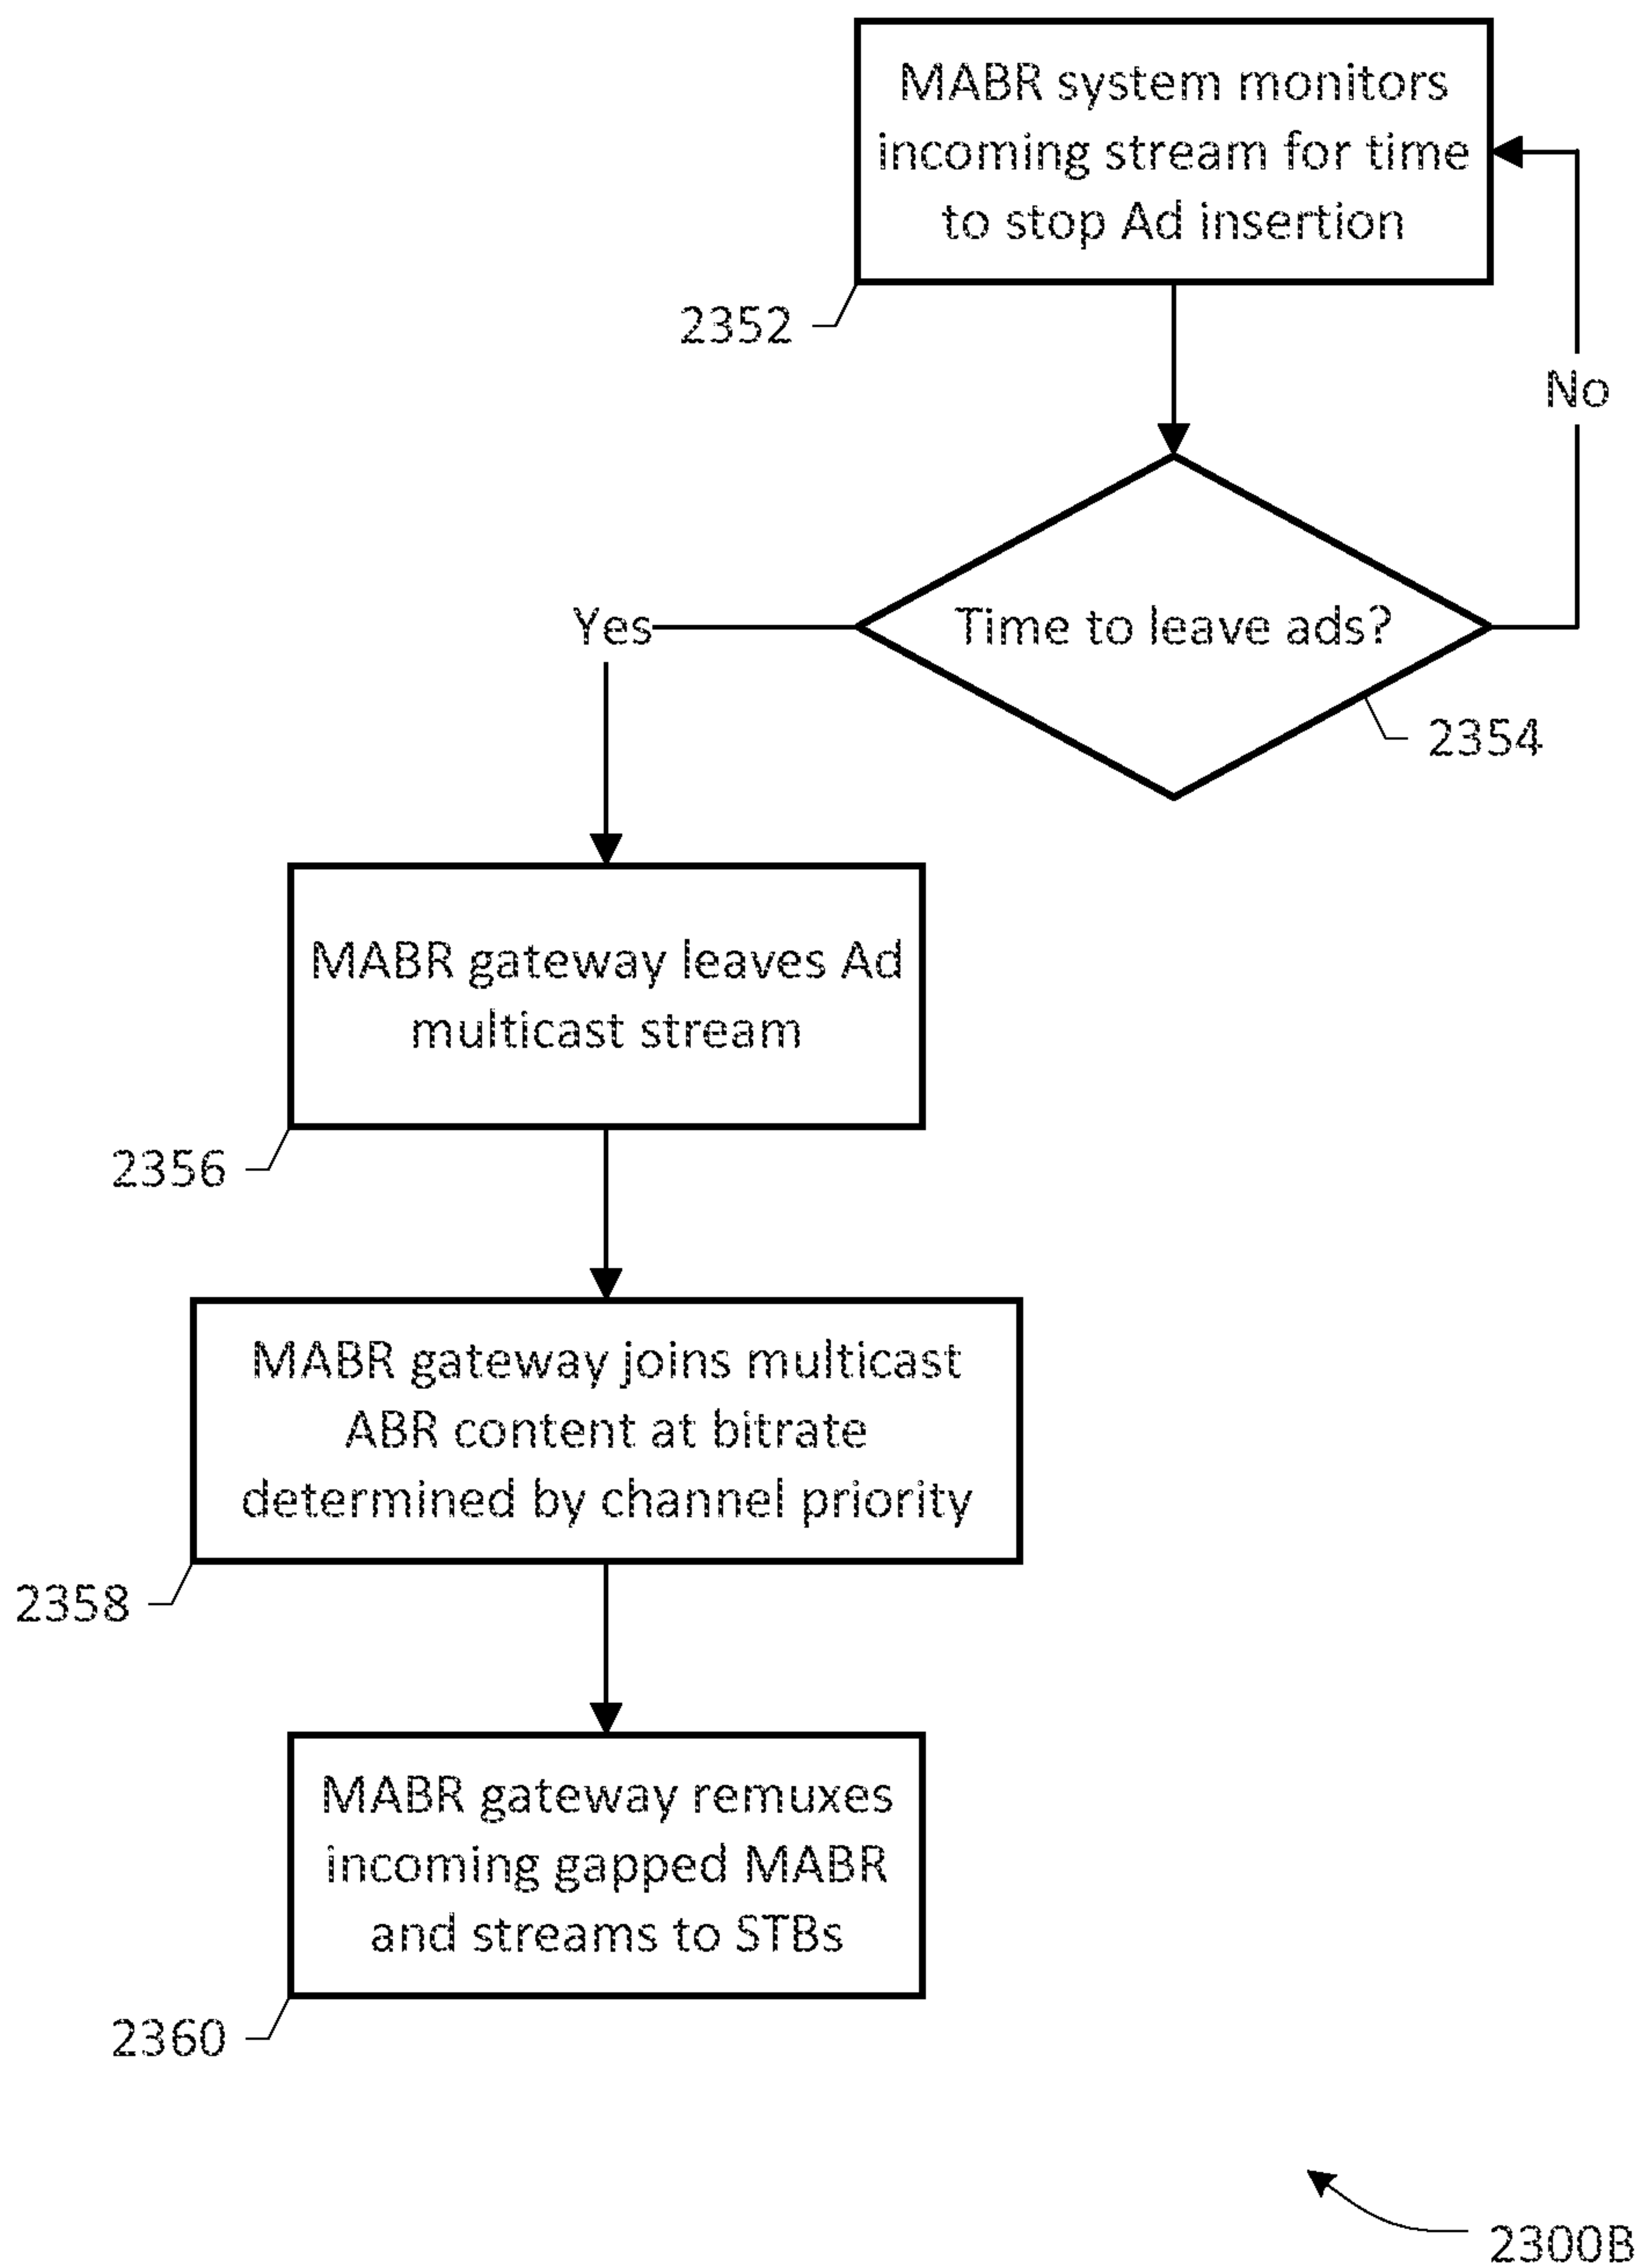 MABR system monitors
incoming stream for time
to stop Ad insertion
2352
No
Time to leave ads?
Yes
2354
MABR gateway leaves Ad
multicast stream
2356
MABR gateway joins multicast
ABR content at bitrate
determined by channel priority
2358
MABR gateway remuxes
incoming gapped MABR
and streams to STBs
2360
2300B